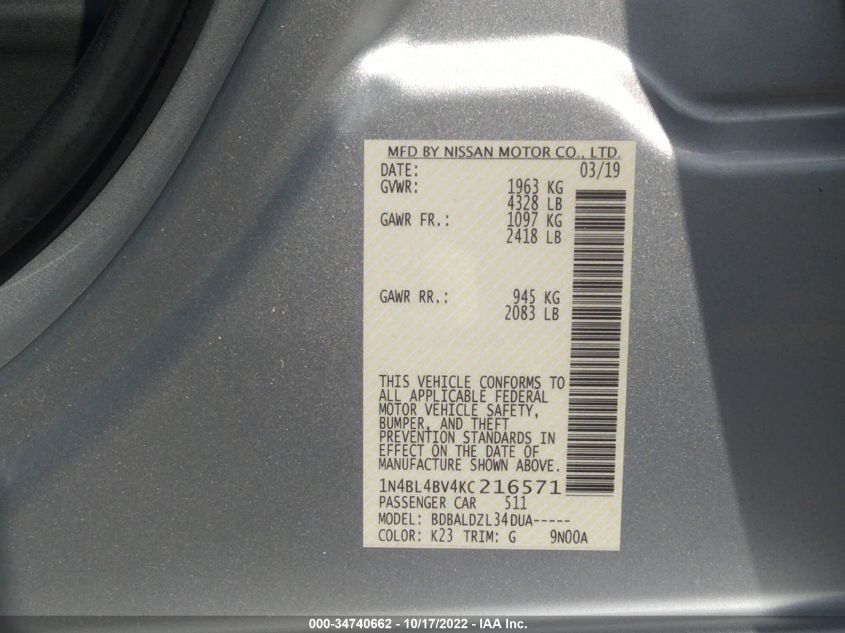 MFD BY NISSAN MOTOR CO., LTD.
DATE: 03/19
GVWR: 1963 KG
4328 LB
GAWR FR.: 1097 KG
2418 LB
GAWR RR.: 945 KG
2083 LB
THIS VEHICLE CONFORMS TO
ALL APPLICABLE FEDERAL
MOTOR VEHICLE SAFETY,
BUMPER, AND THEFT
PREVENTION STANDARDS IN
EFFECT ON THE DATE OF
MANUFACTURE SHOWN ABOVE.
1N4BL4BV4KC216571
PASSENGER CAR 511
MODEL: BDBALDZL34DUA-----
COLOR: K23 TRIM: G 9N00A
000-34740662 - 10/17/2022 - IAA Inc.